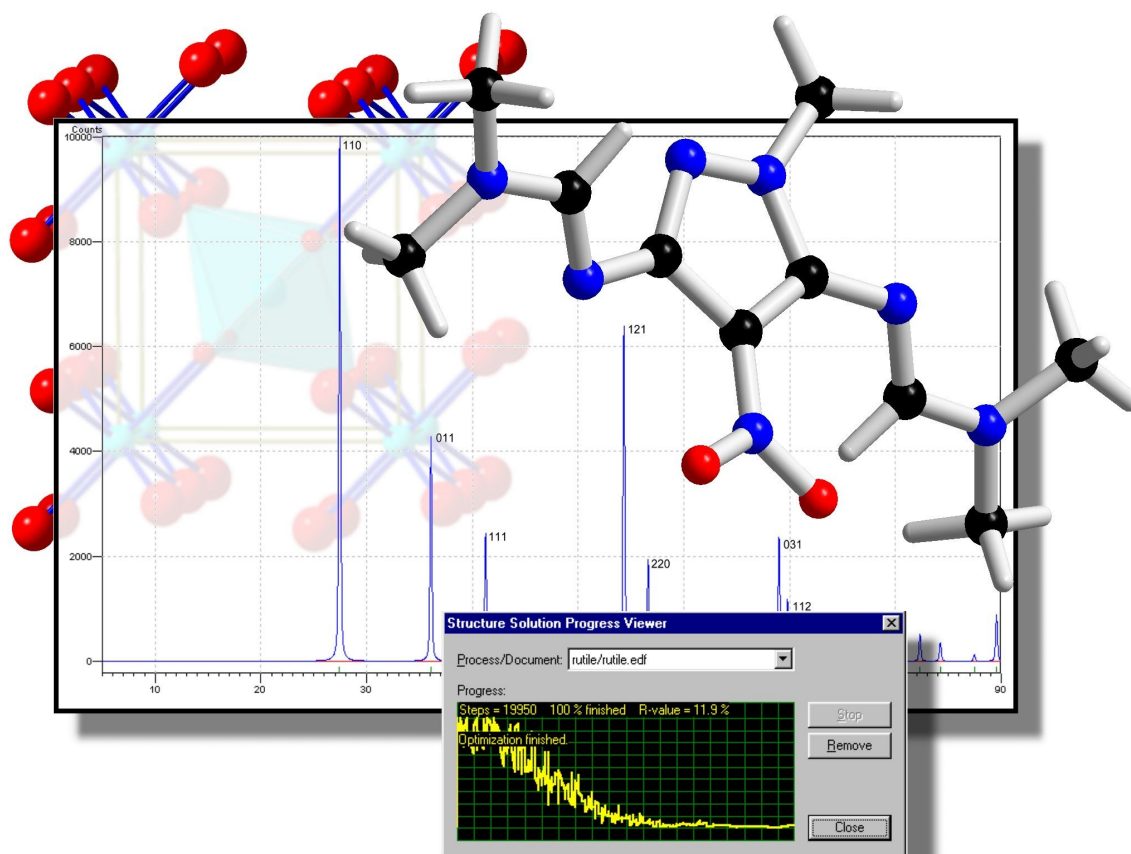 Counts
10000
110
8000
6000
121
4000
011
111
031
2000
220
112
0
10
20
30
90
Structure Solution Progress Viewer
Process/Document: rutile/rutile.edf
Progress:
Steps = 19950 100 % finished R-value = 11.9 %
Optimization finished.
Stop
Remove
Close